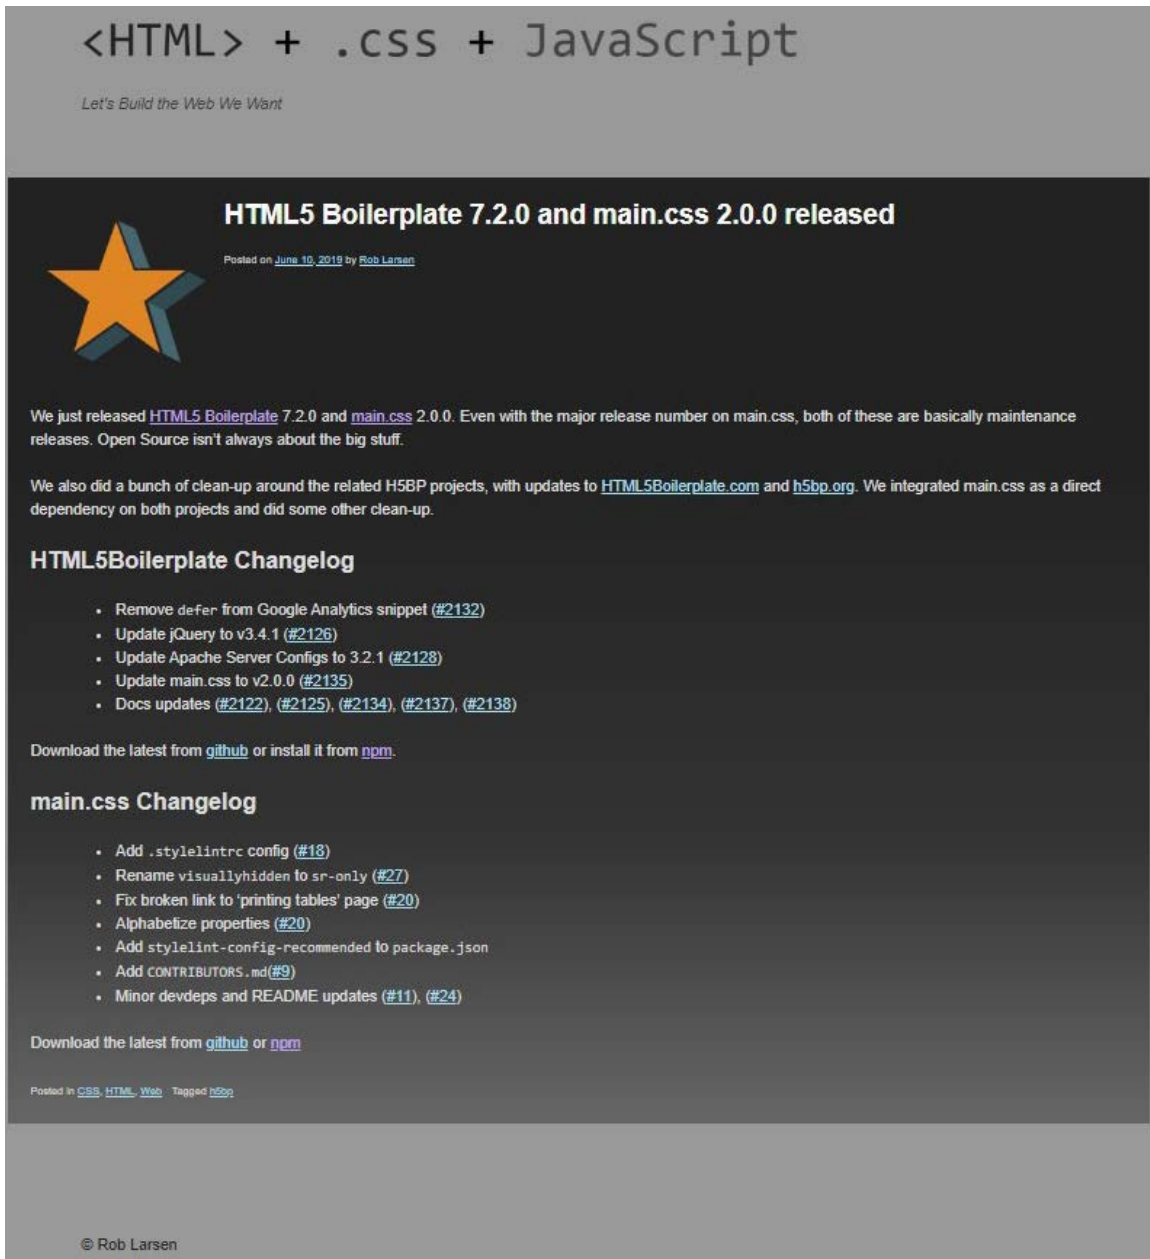 <HTML> + .css + JavaScript
Let's Build the Web We Want
HTML5 Boilerplate 7.2.0 and main.css 2.0.0 released
Posted on June 10, 2019 by Rob Larsen
We just released HTML5 Boilerplate 7.2.0 and main.css 2.0.0. Even with the major release number on main.css, both of these are basically maintenance
releases. Open Source isn't always about the big stuff.
We also did a bunch of clean-up around the related H5BP projects, with updates to HTML5Boilerplate.com and h5bp.org. We integrated main.css as a direct
dependency on both projects and did some other clean-up.
HTML5Boilerplate Changelog
• Remove defer from Google Analytics snippet (#2132)
• Update jQuery to v3.4.1 (#2126)
• Update Apache Server Configs to 3.2.1 (#2128)
• Update main.css to v2.0.0 (#2135)
• Docs updates (#2122), (#2125), (#2134), (#2137), (#2138)
Download the latest from github or install it from npm.
main.css Changelog
• Add .stylelintrc config (#18)
• Rename visuallyhidden to sr-only (#27)
• Fix broken link to 'printing tables' page (#20)
• Alphabetize properties (#20)
• Add stylelint-config-recommended to package.json
• Add CONTRIBUTORS.md(#9)
• Minor devdeps and README updates (#11), (#24)
Download the latest from github or npm
Posted in CSS, HTML, Web Tagged h5bp
© Rob Larsen